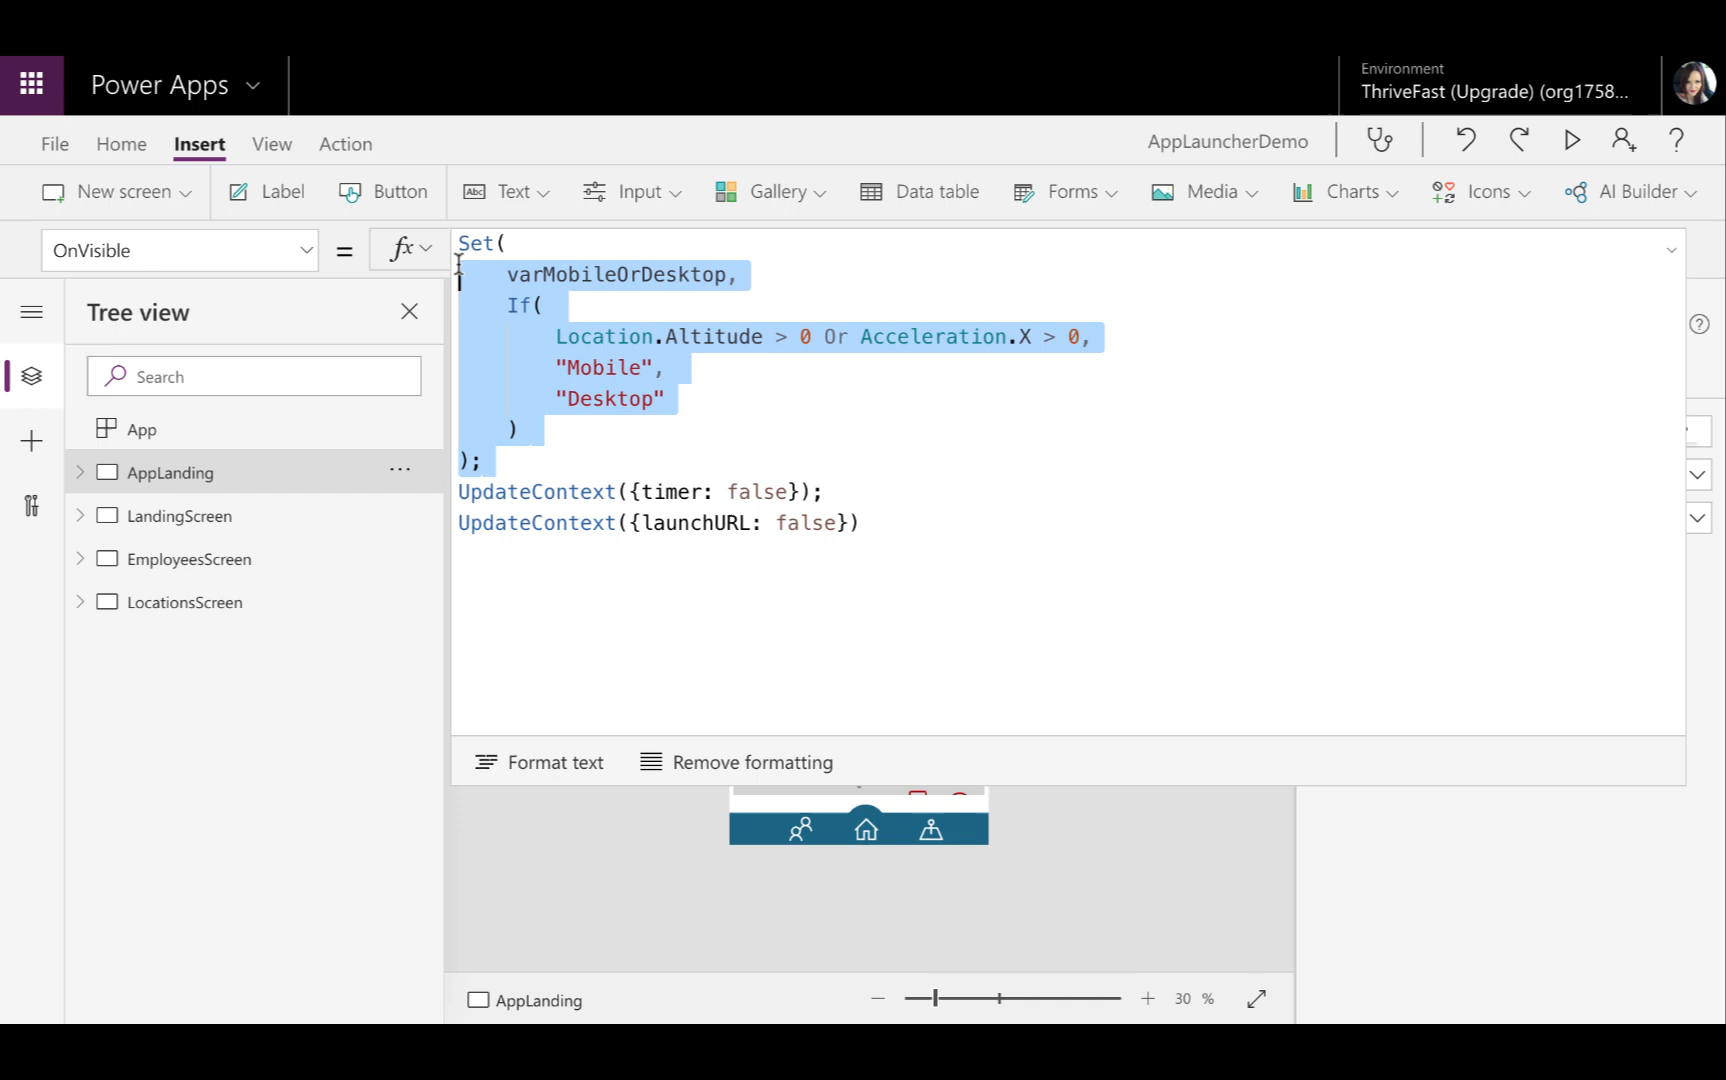 Power Apps
Environment
ThriveFast (Upgrade) (org1758...
File Home Insert View Action
AppLauncherDemo
New screen Label Button Text Input Gallery Data table Forms Media Charts Icons AI Builder
OnVisible = fx
Set(
varMobileOrDesktop,
If(
Location.Altitude > 0 Or Acceleration.X > 0,
"Mobile",
"Desktop"
)
);
UpdateContext({timer: false});
UpdateContext({launchURL: false})
Tree view
Search
App
AppLanding ...
LandingScreen
EmployeesScreen
LocationsScreen
Format text Remove formatting
AppLanding
30 %